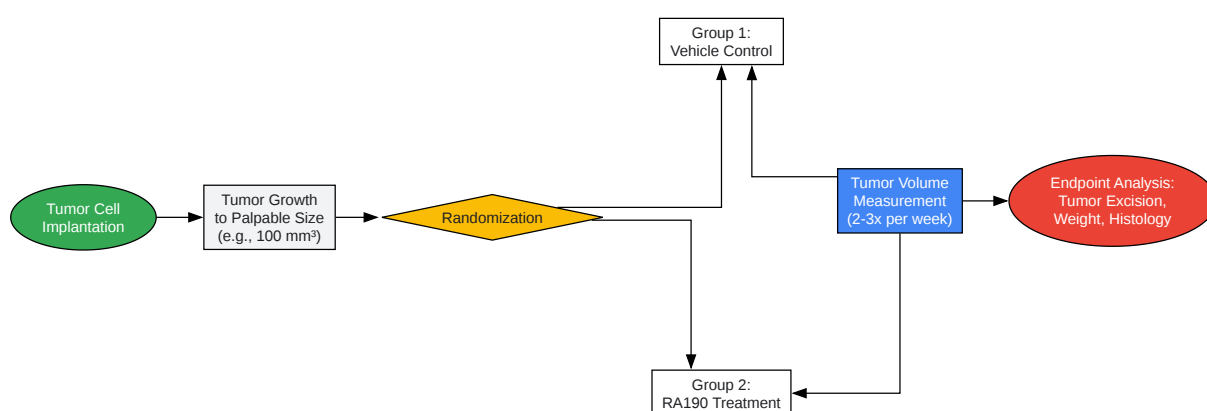 Group 1:
Vehicle Control
Tumor Cell
Implantation
Tumor Growth
to Palpable Size
(e.g., 100 mm³)
Randomization
Tumor Volume
Measurement
(2-3x per week)
Endpoint Analysis:
Tumor Excision,
Weight, Histology
Group 2:
RA190 Treatment